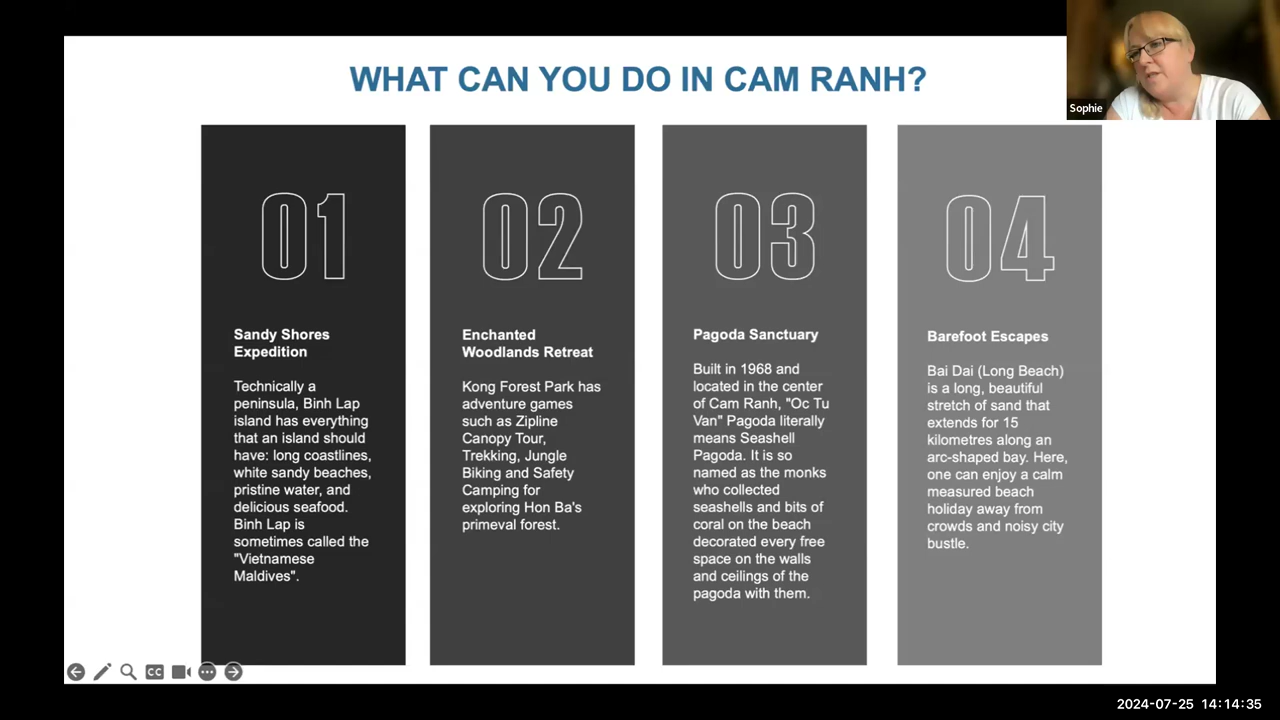 WHAT CAN YOU DO IN CAM RANH?
Sophie
01
Sandy Shores
Expedition
Technically a
peninsula, Binh Lap
island has everything
that an island should
have: long coastlines,
white sandy beaches,
pristine water, and
delicious seafood.
Binh Lap is
sometimes called the
"Vietnamese
Maldives".
02
Enchanted
Woodlands Retreat
Kong Forest Park has
adventure games
such as Zipline
Canopy Tour,
Trekking, Jungle
Biking and Safety
Camping for
exploring Hon Ba's
primeval forest.
03
Pagoda Sanctuary
Built in 1968 and
located in the center
of Cam Ranh, "Oc Tu
Van" Pagoda literally
means Seashell
Pagoda. It is so
named as the monks
who collected
seashells and bits of
coral on the beach
decorated every free
space on the walls
and ceilings of the
pagoda with them.
04
Barefoot Escapes
Bai Dai (Long Beach)
is a long, beautiful
stretch of sand that
extends for 15
kilometres along an
arc-shaped bay. Here,
one can enjoy a calm
measured beach
holiday away from
crowds and noisy city
bustle.
CC
2024-07-25 14:14:35